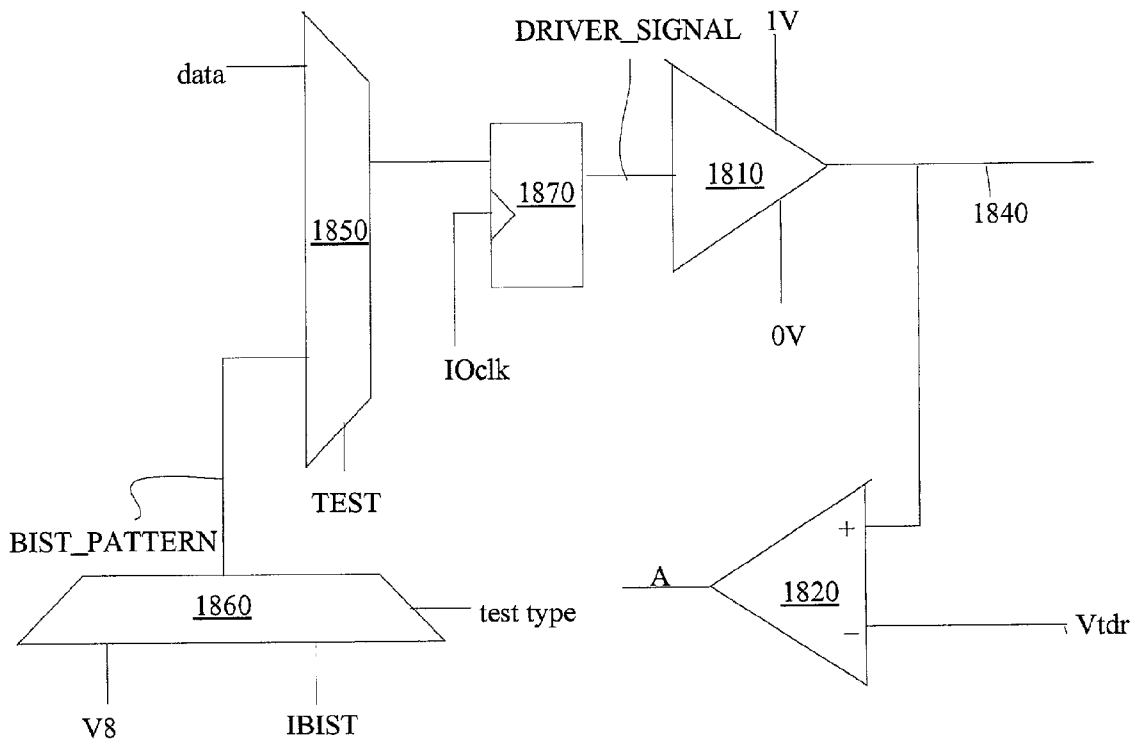 DRIVER_SIGNAL
1V
data
1870
1810
1850
1840
0V
IOclk
TEST
BIST_PATTERN
+
A
1820
1860
test type
−
Vtdr
V8
IBIST